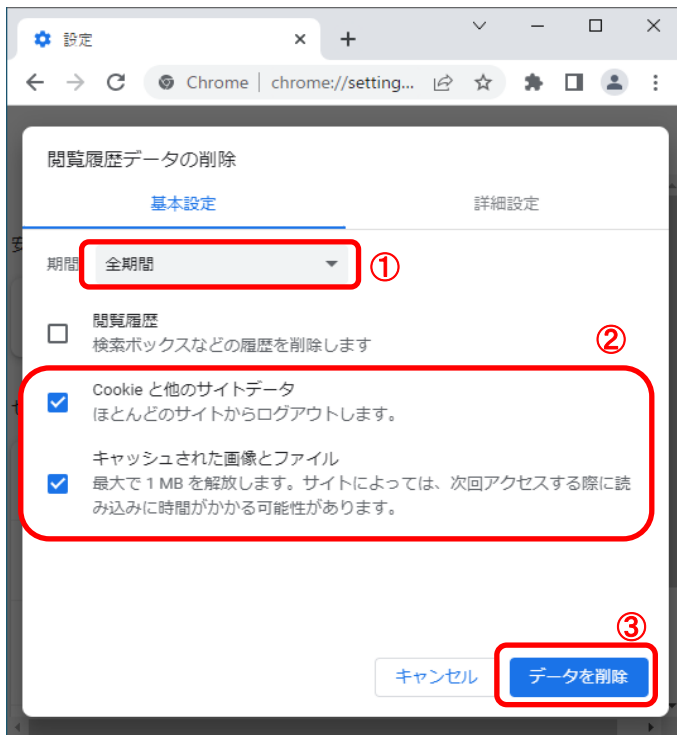 設定
Chrome | chrome://setting...
閲覧履歴データの削除
基本設定 詳細設定
期間 全期間 ①
閲覧履歴
検索ボックスなどの履歴を削除します
②
Cookie と他のサイトデータ
ほとんどのサイトからログアウトします。
キャッシュされた画像とファイル
最大で 1 MB を解放します。サイトによっては、次回アクセスする際に読
み込みに時間がかかる可能性があります。
③
キャンセル データを削除